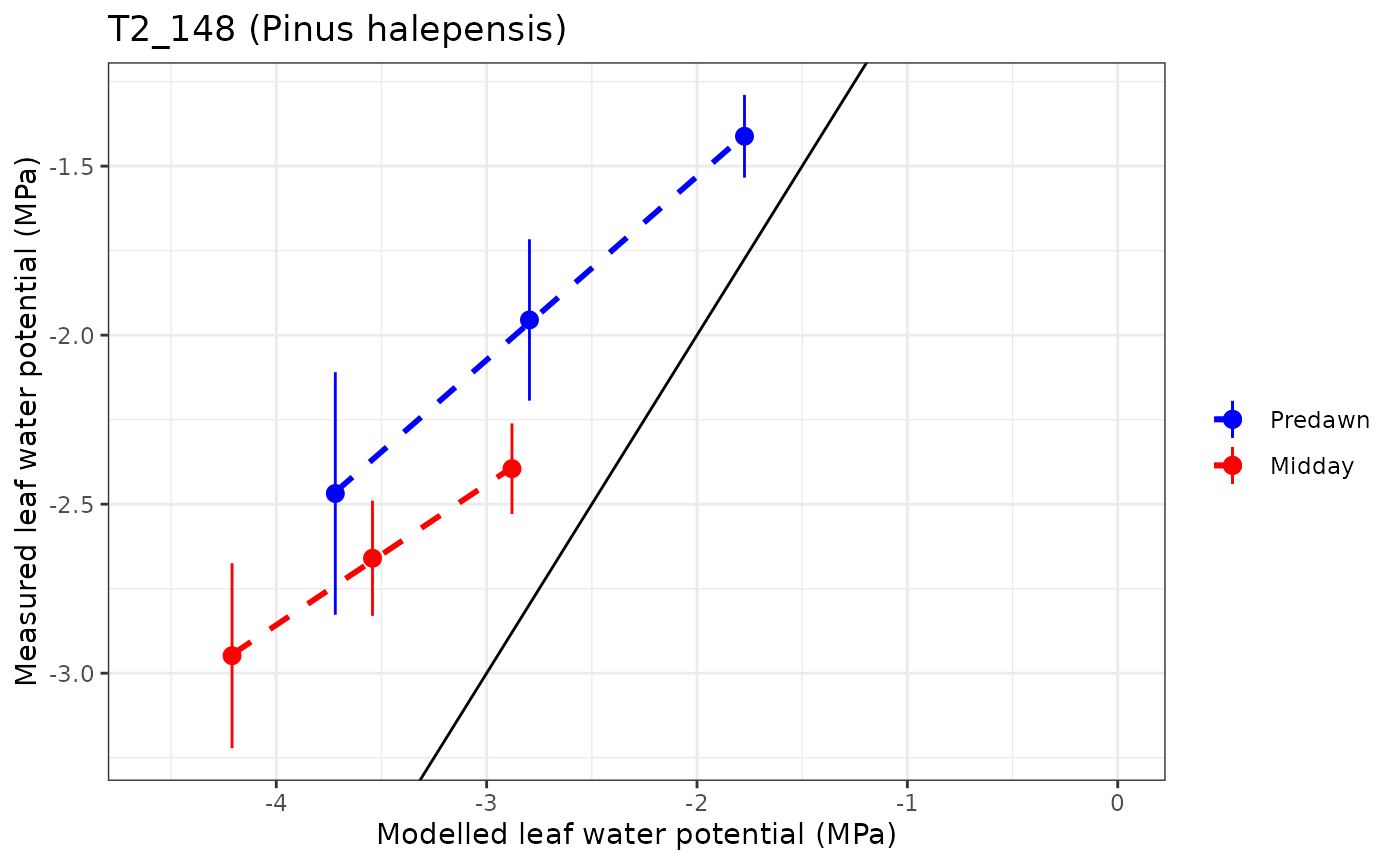 T2_148 (Pinus halepensis)
Measured leaf water potential (MPa)
-1.5
-2.0
-2.5
-3.0
-4
-3
-2
-1
0
Modelled leaf water potential (MPa)
Predawn
Midday